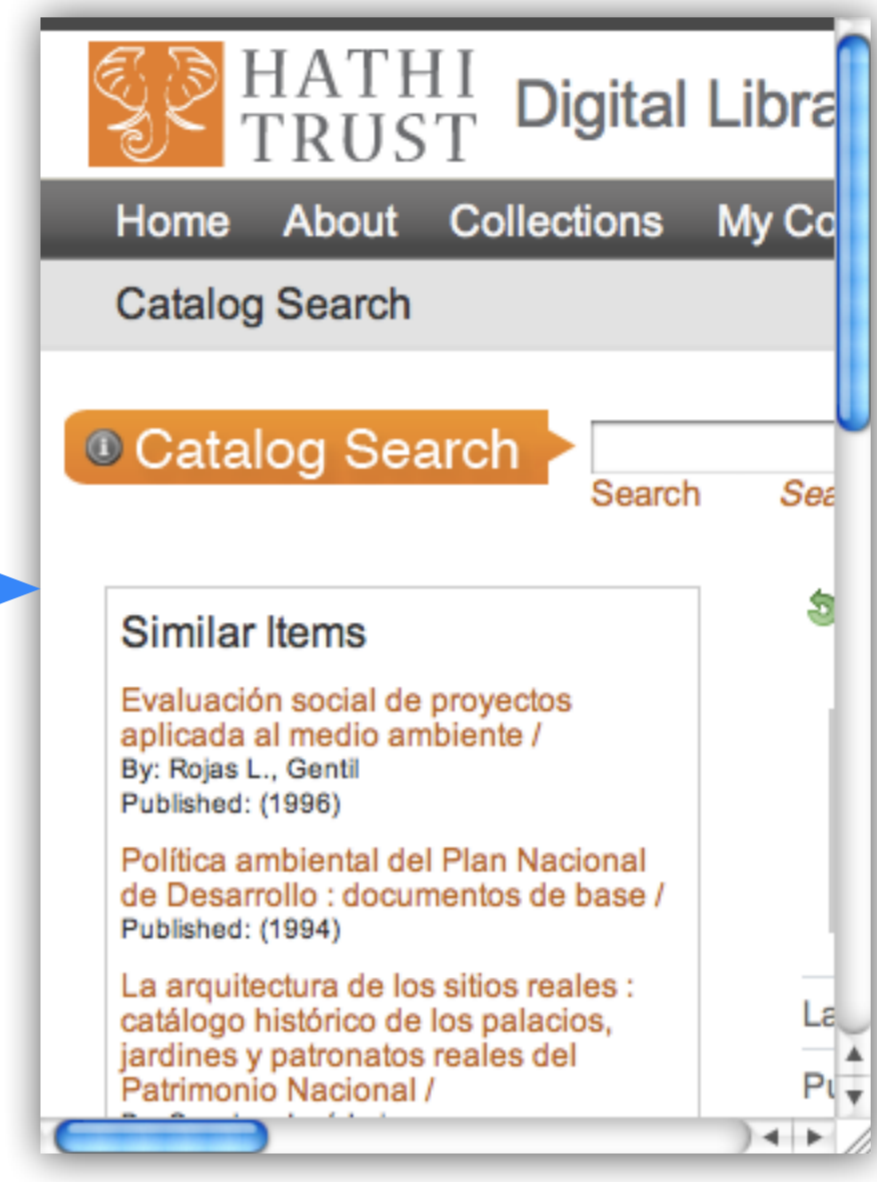 HATHI
TRUST
Digital Libra
Home About Collections My Co
Catalog Search
Catalog Search
Search Sea
Similar Items
Evaluación social de proyectos
aplicada al medio ambiente /
By: Rojas L., Gentil
Published: (1996)
Política ambiental del Plan Nacional
de Desarrollo : documentos de base /
Published: (1994)
La arquitectura de los sitios reales :
catálogo histórico de los palacios,
jardines y patronatos reales del
Patrimonio Nacional /
La
Pu